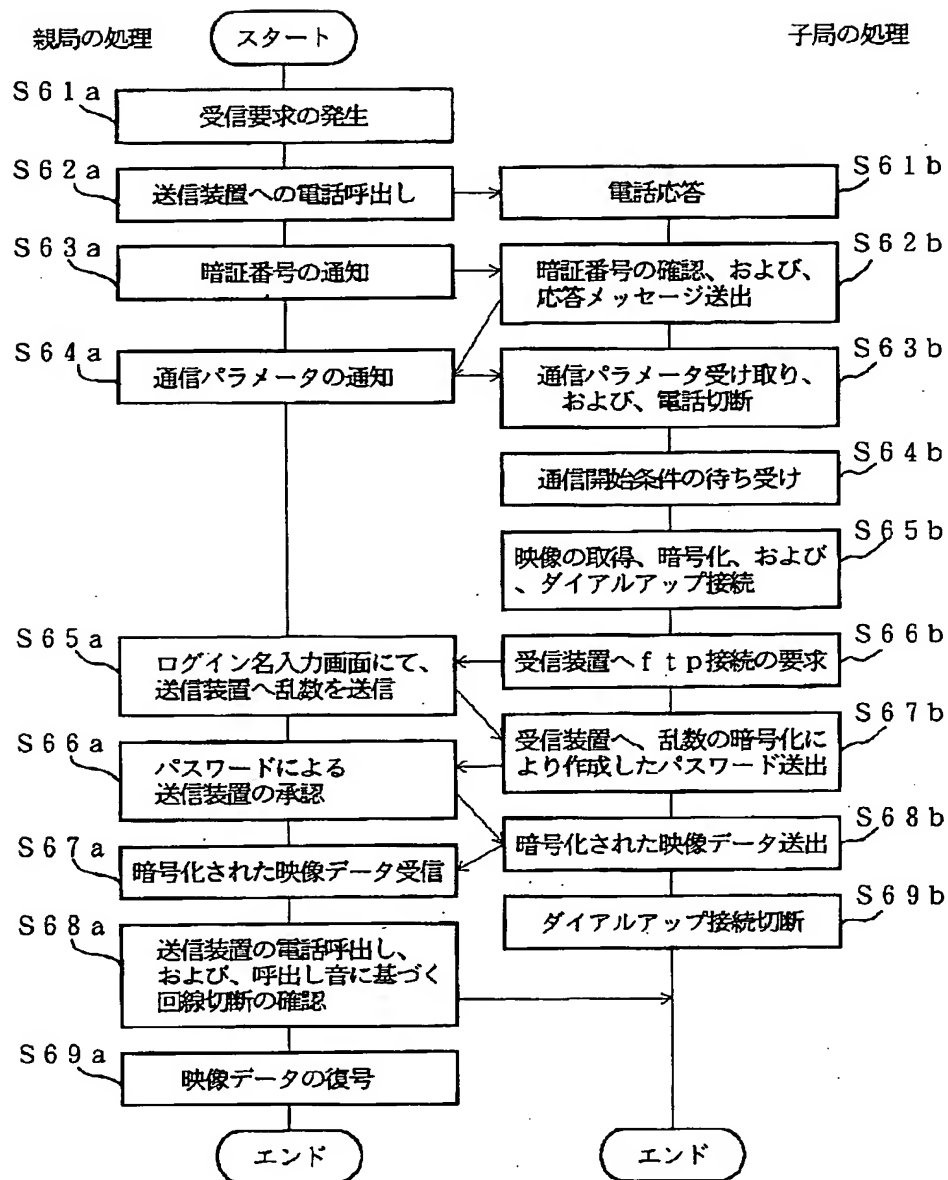 親局の処理
スタート
子局の処理
S61a
受信要求の発生
S62a
送信装置への電話呼出し
S61b
電話応答
S63a
暗証番号の通知
S62b
暗証番号の確認、および、
応答メッセージ送出
S64a
通信パラメータの通知
S63b
通信パラメータ受け取り、
および、電話切断
S64b
通信開始条件の待ち受け
S65b
映像の取得、暗号化、および
、ダイアルアップ接続
S65a
ログイン名入力画面にて、
送信装置へ乱数を送信
S66b
受信装置へftp接続の要求
S67b
受信装置へ、乱数の暗号化に
より作成したパスワード送出
S66a
パスワードによる
送信装置の承認
S68b
暗号化された映像データ送出
S67a
暗号化された映像データ受信
S69b
ダイアルアップ接続切断
S68a
送信装置の電話呼出し、
および、呼出し音に基づく
回線切断の確認
S69a
映像データの復号
エンド
エンド